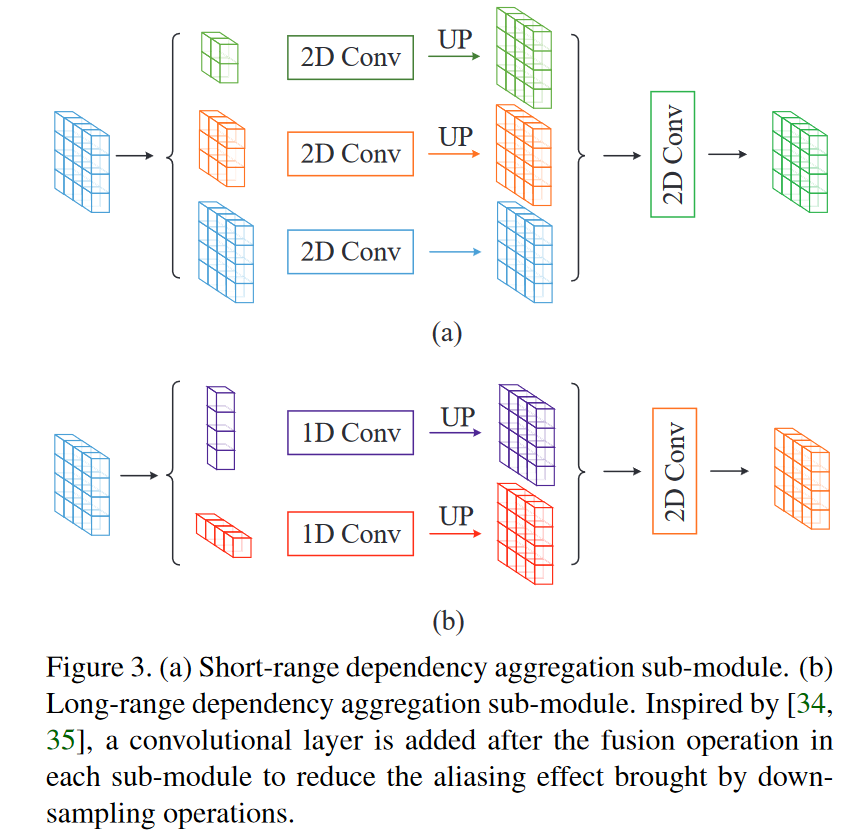 UP
2D Conv
UP
2D Conv
2D Conv
2D Conv
(a)
UP
1D Conv
UP
1D Conv
2D Conv
(b)
Figure 3. (a) Short-range dependency aggregation sub-module. (b)
Long-range dependency aggregation sub-module. Inspired by [34,
35], a convolutional layer is added after the fusion operation in
each sub-module to reduce the aliasing effect brought by down-
sampling operations.